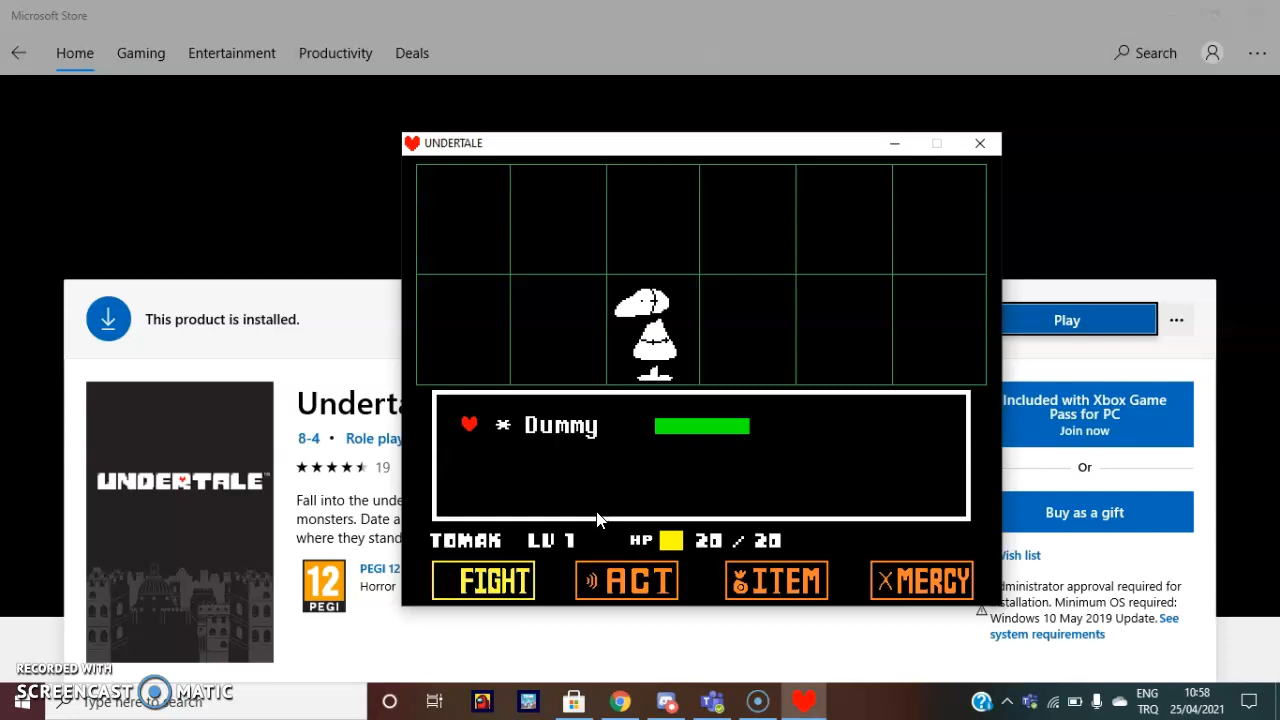 Microsoft Store
Home Gaming Entertainment Productivity Deals Search
UNDERTALE
This product is installed.
Play
UNDERTALE™
Undert
8-4 • Role play
19
Fall into the unde
monsters. Date a
where they stand
12
PEGI
PEGI 12
Horror
* Dummy
TOMAK LV 1 HP 20 / 20
FIGHT ACT ITEM MERCY
Included with Xbox Game
Pass for PC
Join now
Or
Buy as a gift
ish list
dministrator approval required for
nstallation. Minimum OS required:
Windows 10 May 2019 Update. See
system requirements
RECORDED WITH
SCREENCAST MATIC
Type here to search
ENG
TRQ
10:58
25/04/2021